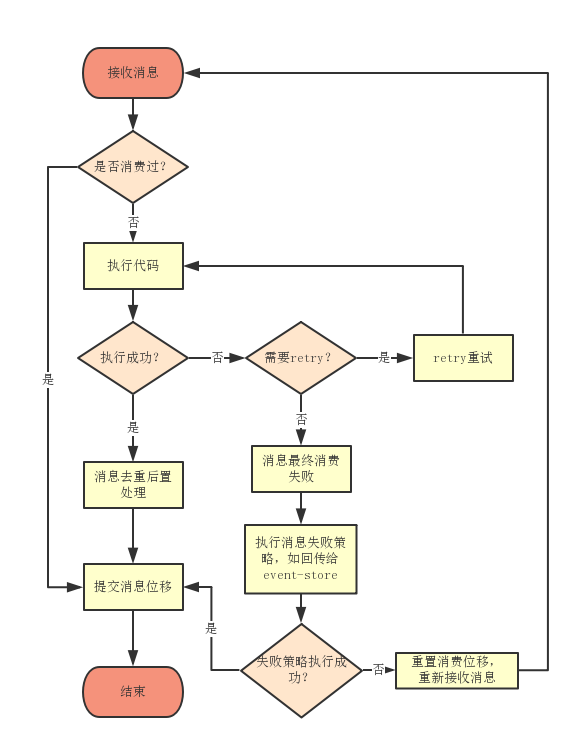 接收消息
是否消费过?
否
执行代码
执行成功?
否
需要retry?
是
retry重试
是
是
否
消息去重后置
处理
消息最终消费
失败
执行消息失败策
略，如回传给
event-store
提交消息位移
是
失败策略执行成
功?
否
重置消费位移，
重新接收消息
结束